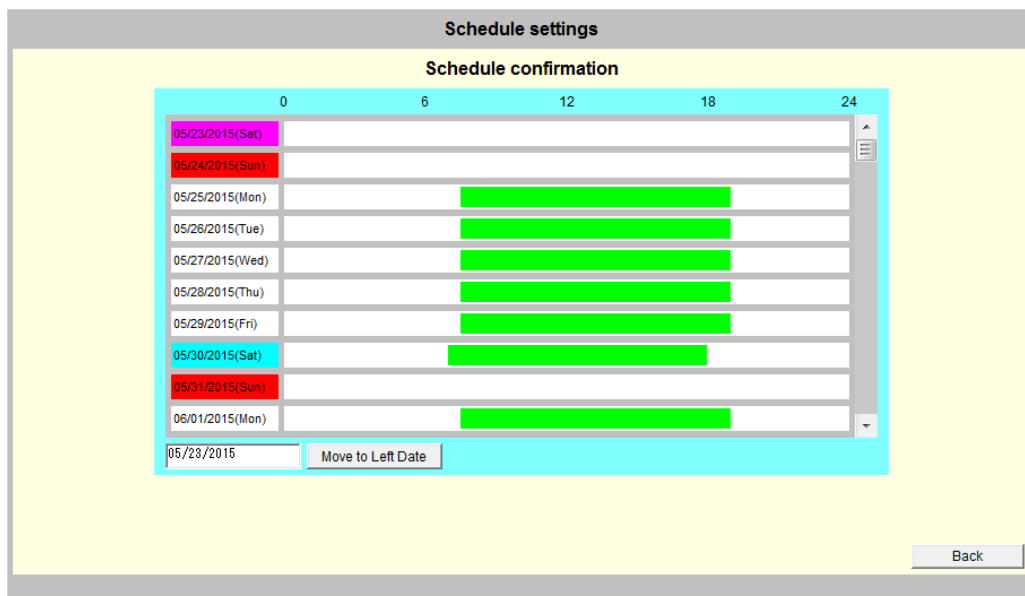 Schedule settings
Schedule confirmation
0 6 12 18 24
05/23/2015(Sat)
05/24/2015(Sun)
05/25/2015(Mon)
05/26/2015(Tue)
05/27/2015(Wed)
05/28/2015(Thu)
05/29/2015(Fri)
05/30/2015(Sat)
05/31/2015(Sun)
06/01/2015(Mon)
05/23/2015 Move to Left Date
Back